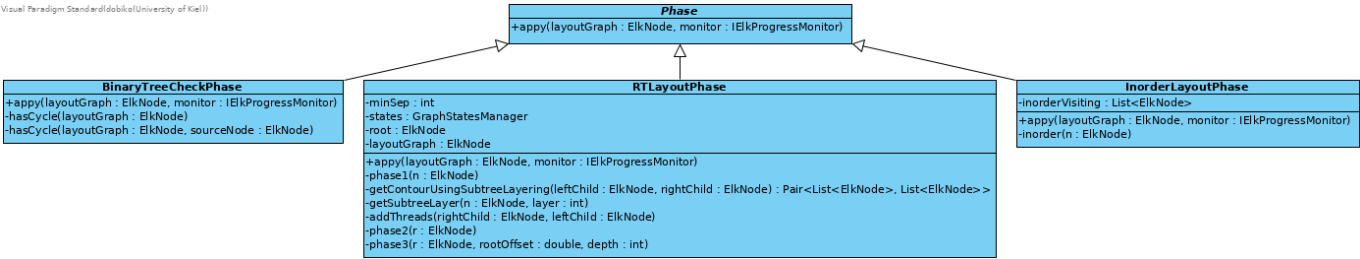 Visual Paradigm Standard(dobiko(University of Kiel))
Phase
+appy(layoutGraph : ElkNode, monitor : IElkProgressMonitor)
BinaryTreeCheckPhase
+appy(layoutGraph : ElkNode, monitor : IElkProgressMonitor)
-hasCycle(layoutGraph : ElkNode)
-hasCycle(layoutGraph : ElkNode, sourceNode : ElkNode)
RTLayoutPhase
-minSep : int
-states : GraphStatesManager
-root : ElkNode
-layoutGraph : ElkNode
+appy(layoutGraph : ElkNode, monitor : IElkProgressMonitor)
-phase1(n : ElkNode)
-getContourUsingSubtreeLayering(leftChild : ElkNode, rightChild : ElkNode) : Pair<List<ElkNode>, List<ElkNode>>
-getSubtreeLayer(n : ElkNode, layer : int)
-addThreads(rightChild : ElkNode, leftChild : ElkNode)
-phase2(r : ElkNode)
-phase3(r : ElkNode, rootOffset : double, depth : int)
InorderLayoutPhase
-inorderVisiting : List<ElkNode>
+appy(layoutGraph : ElkNode, monitor : IElkProgressMonitor)
-inorder(n : ElkNode)